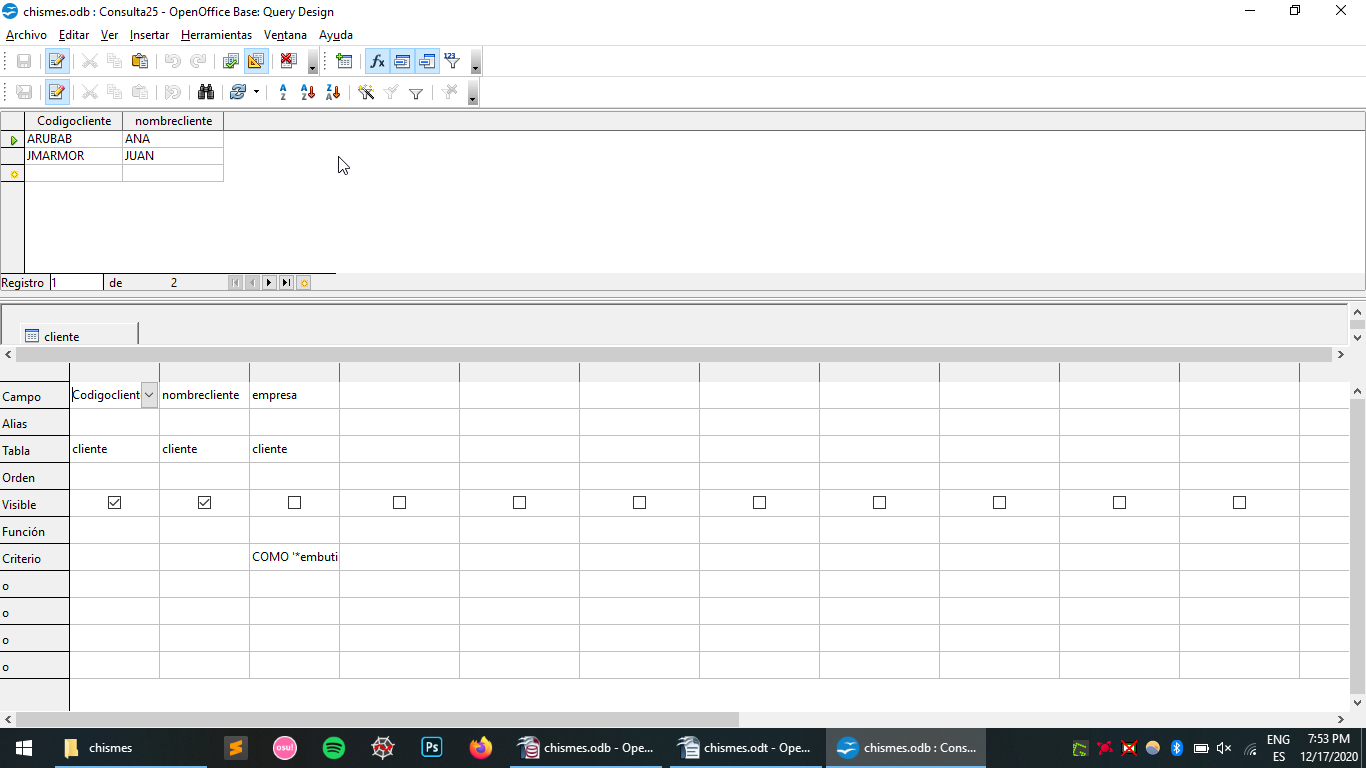 chismes.odb : Consulta25 - OpenOffice Base: Query Design
Archivo Editar Ver Insertar Herramientas Ventana Ayuda
Codigocliente nombrecliente
ARUBAB ANA
JMARMOR JUAN
Registro 1 de 2
cliente
Campo Codigoclient nombrecliente empresa
Alias
Tabla cliente cliente cliente
Orden
Visible
Función
Criterio COMO '*embuti
o
o
o
o
chismes
osu!
Ps
chismes.odb - Ope...
chismes.odt - Ope...
chismes.odb : Cons...
ENG
ES
7:53 PM
12/17/2020